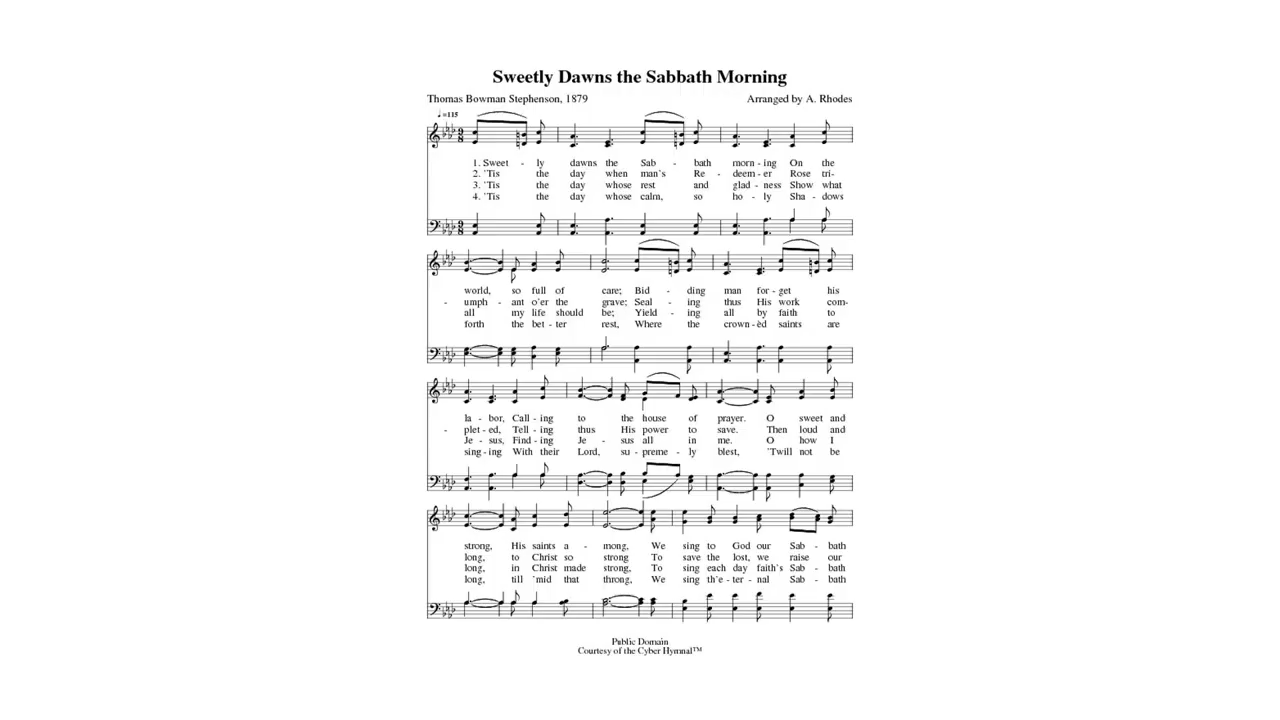 Sweetly Dawns the Sabbath Morning
Thomas Bowman Stephenson, 1879 Arranged by A. Rhodes
♩=115
1. Sweet - ly dawns the Sab - bath morn - ing On the
2. 'Tis the day when man's Re - deem - er Rose tri-
3. 'Tis the day whose rest and glad - ness Show what
4. 'Tis the day whose calm, so ho - ly Sha - dows
world, so full of care; Bid - ding man for - get his
- umph - ant o'er the grave; Seal - ing thus His work com-
all my life should be; Yield - ing all by faith to
forth the bet - ter rest, Where the crown - èd saints are
la - bor, Call - ing to the house of prayer. O sweet and
- plet - ed, Tell - ing thus His power to save. Then loud and
Je - sus, Find - ing Je - sus all in me. O how I
sing - ing With their Lord, su - preme - ly blest, 'Twill not be
strong, His saints a - mong, We sing to God our Sab - bath
long, to Christ so strong To save the lost, we raise our
long, in Christ made strong, To sing each day faith's Sab - bath
long, till 'mid that throng, We sing th'e - ter - nal Sab - bath
Public Domain
Courtesy of the Cyber Hymnal™